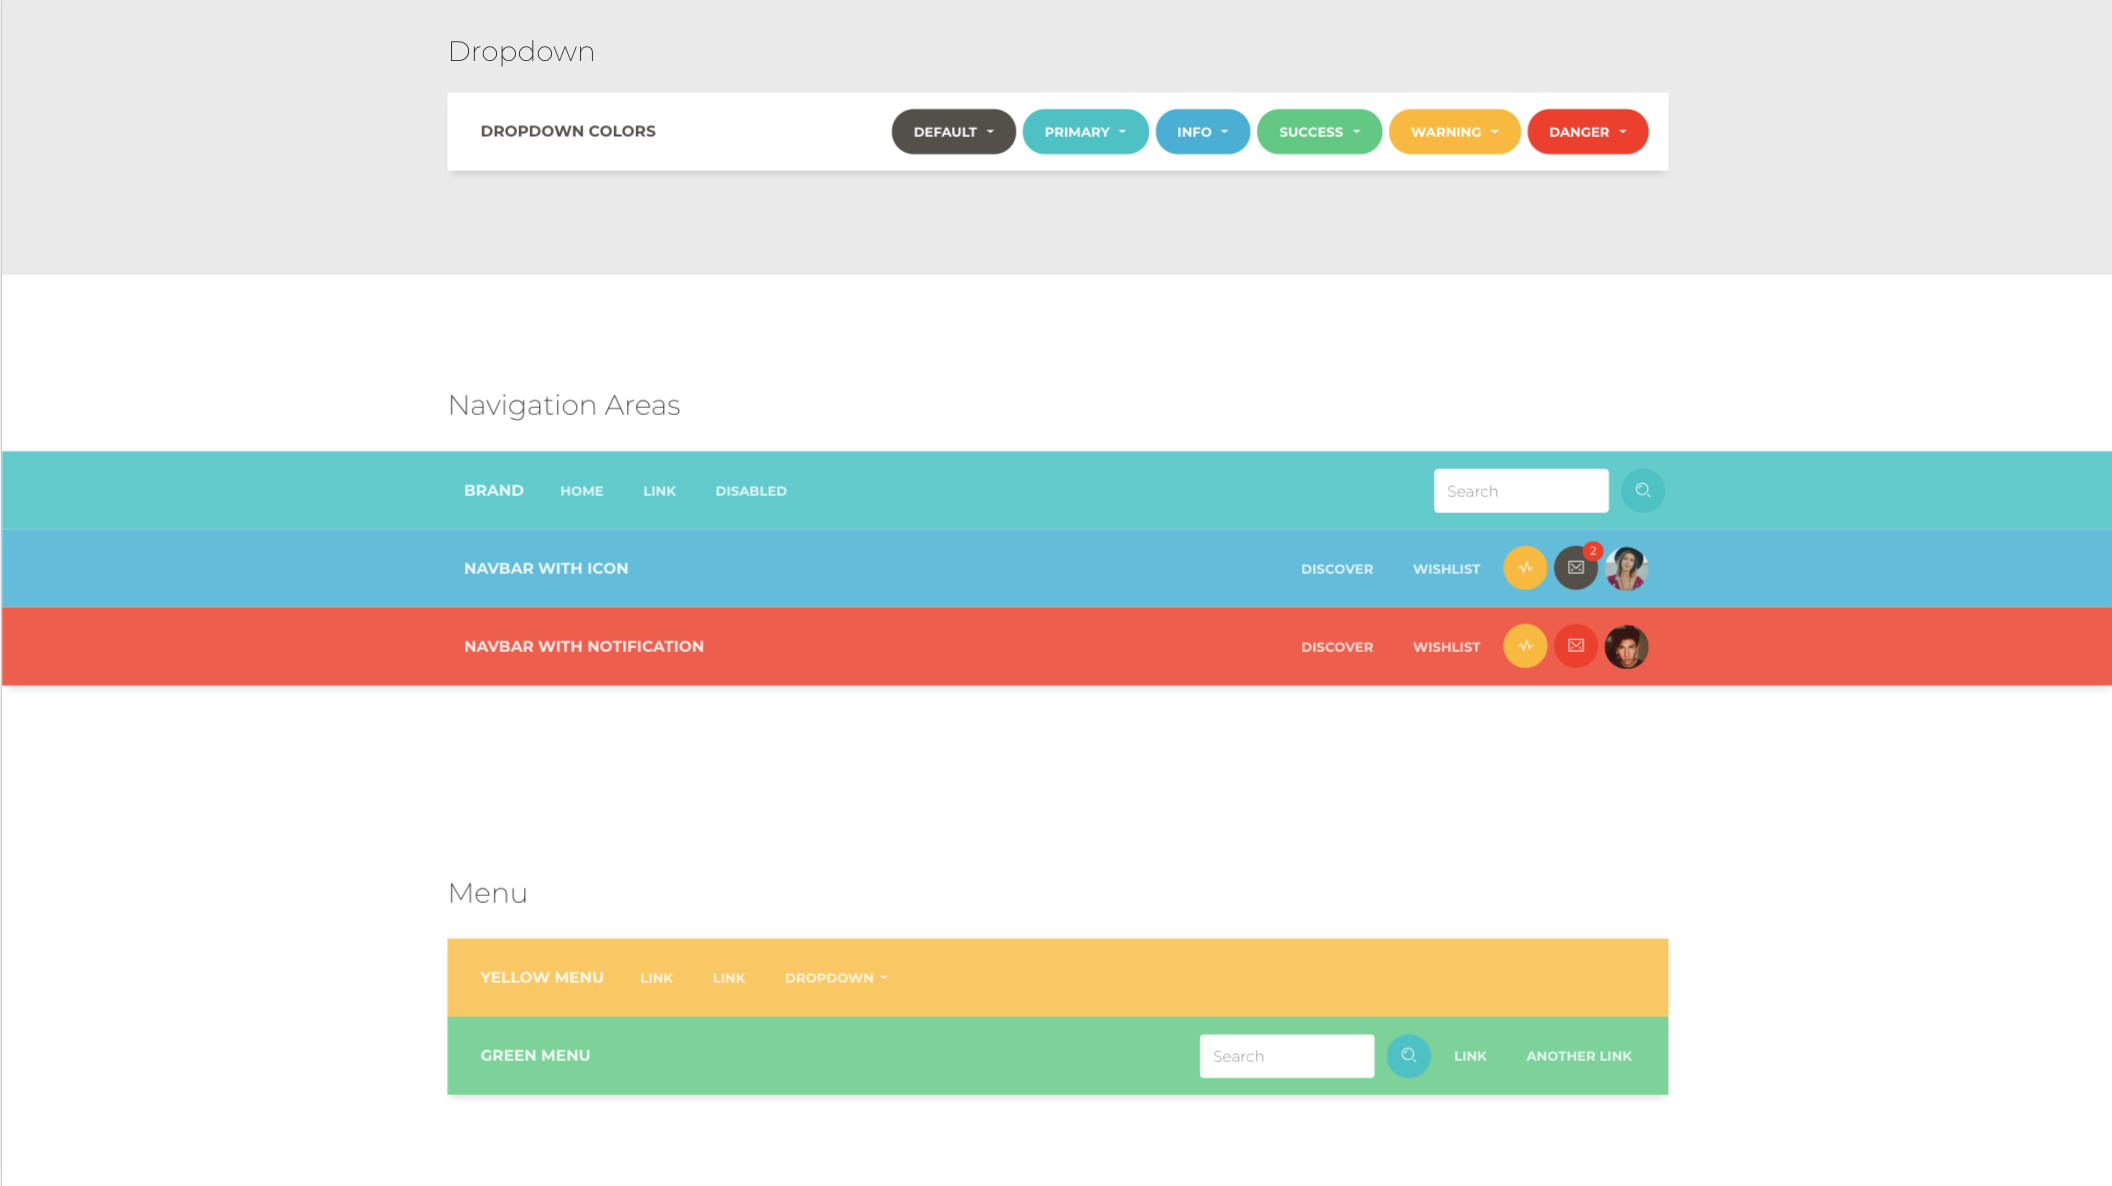 Dropdown
DROPDOWN COLORS DEFAULT PRIMARY INFO SUCCESS WARNING DANGER
Navigation Areas
BRAND HOME LINK DISABLED Search
NAVBAR WITH ICON DISCOVER WISHLIST 2
NAVBAR WITH NOTIFICATION DISCOVER WISHLIST
Menu
YELLOW MENU LINK LINK DROPDOWN
GREEN MENU Search LINK ANOTHER LINK